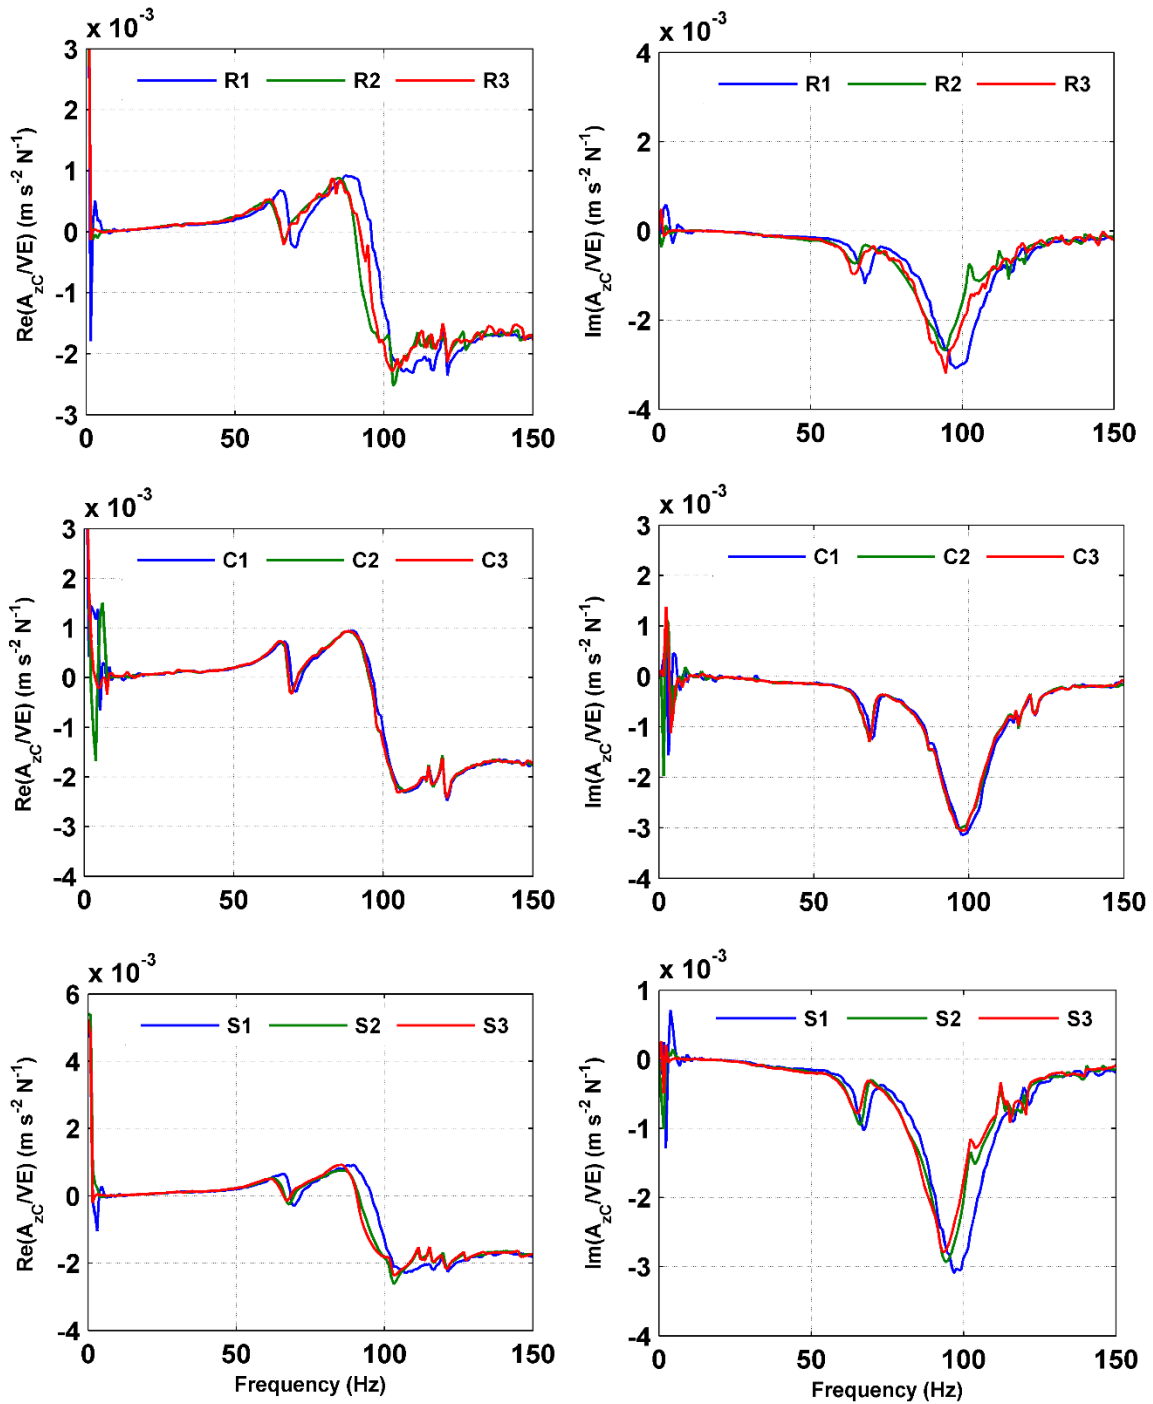 x 10-3
3
2
1
0
-1
-2
-3
0 50 100 150
R1 R2 R3
Re(AzC/VE) (m s-2 N-1)
x 10-3
4
2
0
-2
-4
0 50 100 150
R1 R2 R3
Im(AzC/VE) (m s-2 N-1)
x 10-3
3
2
1
0
-1
-2
-3
-4
0 50 100 150
C1 C2 C3
Re(AzC/VE) (m s-2 N-1)
x 10-3
3
2
1
0
-1
-2
-3
-4
0 50 100 150
C1 C2 C3
Im(AzC/VE) (m s-2 N-1)
x 10-3
6
4
2
0
-2
-4
0 50 100 150
S1 S2 S3
Re(AzC/VE) (m s-2 N-1)
Frequency (Hz)
x 10-3
1
0
-1
-2
-3
-4
0 50 100 150
S1 S2 S3
Im(AzC/VE) (m s-2 N-1)
Frequency (Hz)